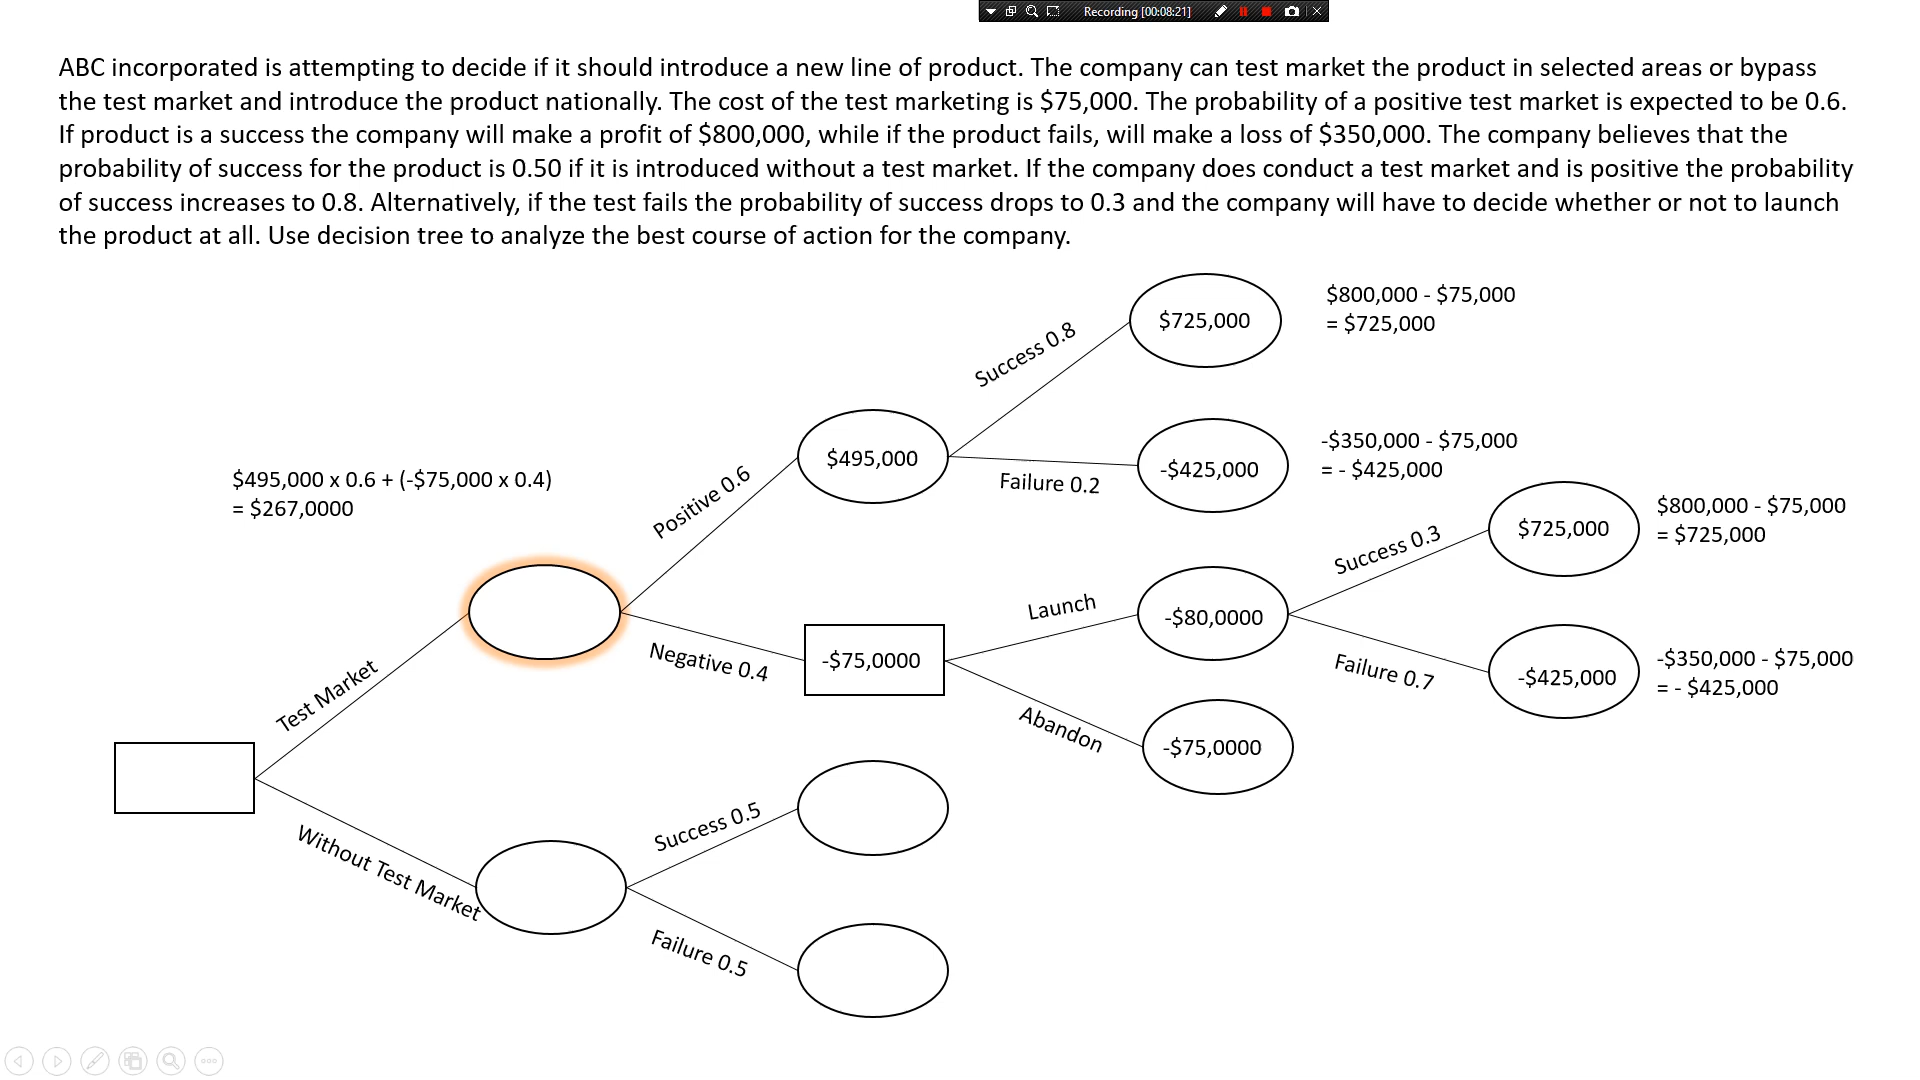 Recording [00:08:21]
ABC incorporated is attempting to decide if it should introduce a new line of product. The company can test market the product in selected areas or bypass
the test market and introduce the product nationally. The cost of the test marketing is $75,000. The probability of a positive test market is expected to be 0.6.
If product is a success the company will make a profit of $800,000, while if the product fails, will make a loss of $350,000. The company believes that the
probability of success for the product is 0.50 if it is introduced without a test market. If the company does conduct a test market and is positive the probability
of success increases to 0.8. Alternatively, if the test fails the probability of success drops to 0.3 and the company will have to decide whether or not to launch
the product at all. Use decision tree to analyze the best course of action for the company.
$800,000 - $75,000
= $725,000
$725,000
Success 0.8
-$350,000 - $75,000
= - $425,000
$495,000
-$425,000
Failure 0.2
$495,000 x 0.6 + (-$75,000 x 0.4)
= $267,0000
Positive 0.6
$800,000 - $75,000
= $725,000
$725,000
Success 0.3
Launch
-$80,0000
Negative 0.4
-$75,0000
-$350,000 - $75,000
= - $425,000
Failure 0.7
-$425,000
Test Market
Abandon
-$75,0000
Success 0.5
Without Test Market
Failure 0.5